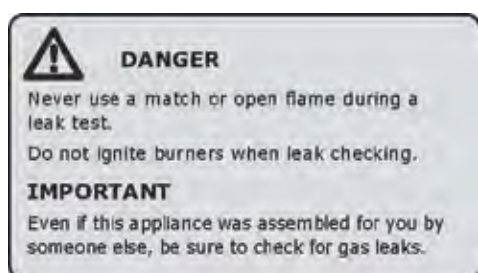 DANGER
Never use a match or open flame during a
leak test.
Do not ignite burners when leak checking.
IMPORTANT
Even if this appliance was assembled for you by
someone else, be sure to check for gas leaks.